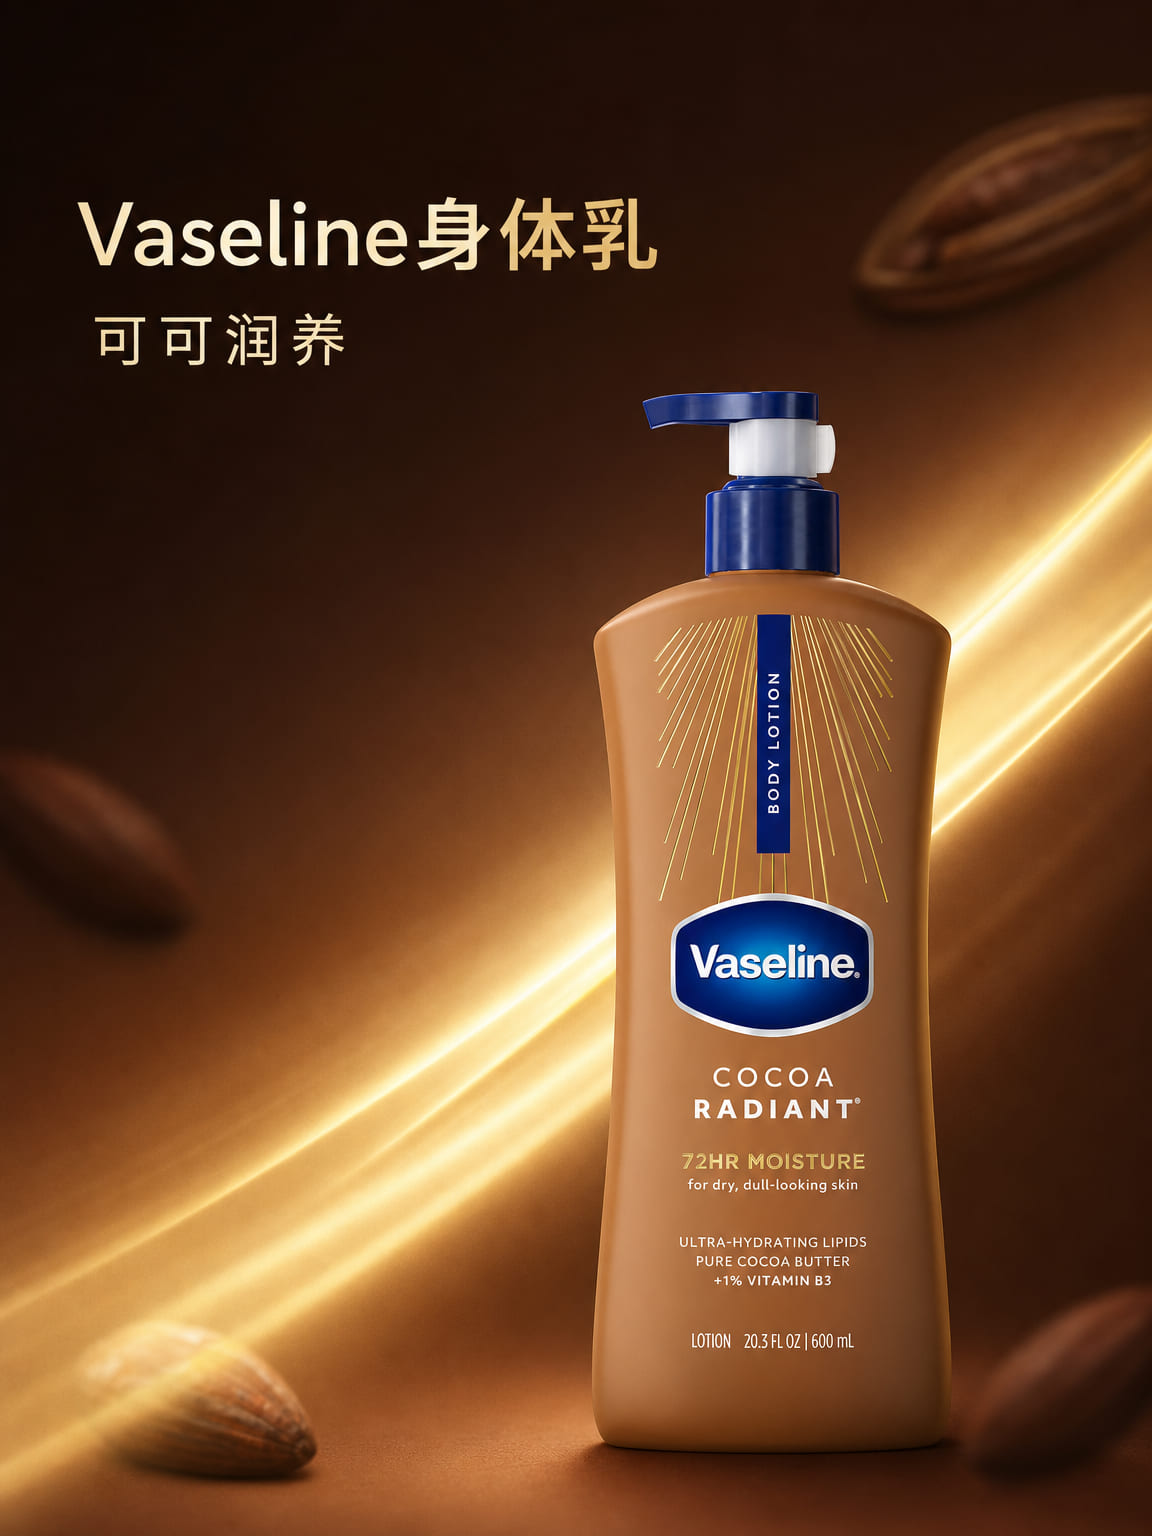 Vaseline身体乳
可可润养
BODY LOTION
Vaseline®
COCOA
RADIANT®
72HR MOISTURE
for dry, dull-looking skin
ULTRA-HYDRATING LIPIDS
PURE COCOA BUTTER
+1% VITAMIN B3
LOTION 20.3 FL OZ | 600 mL